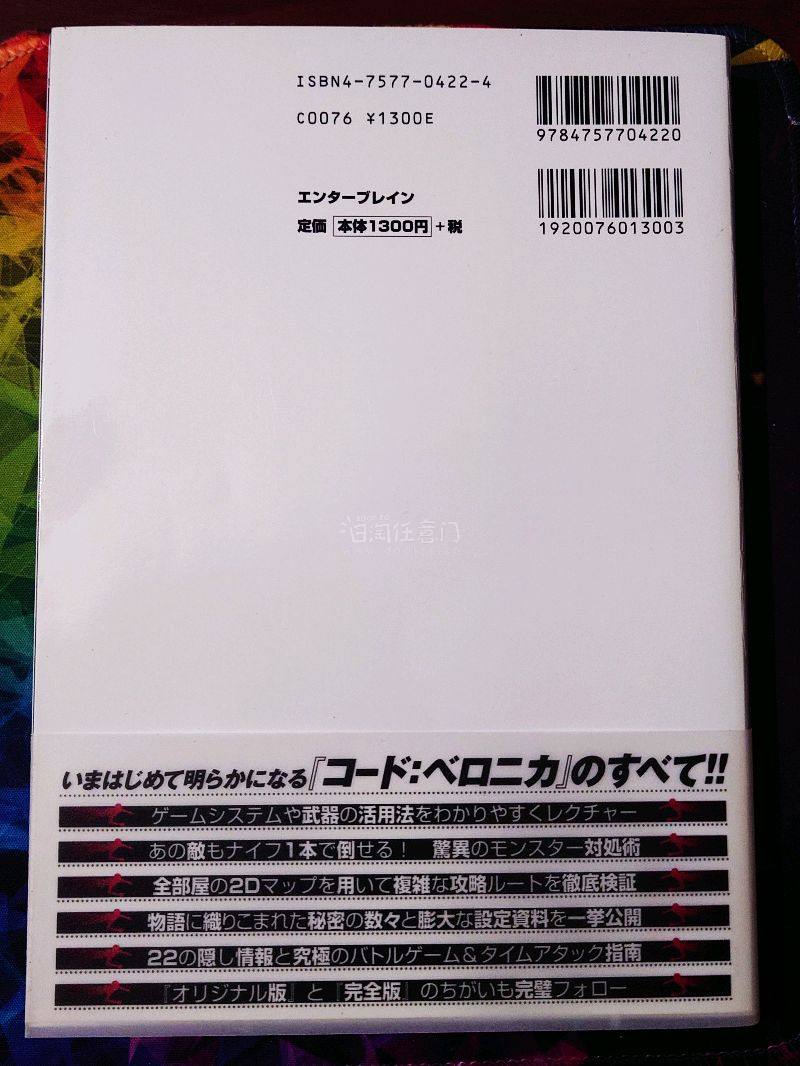 ISBN4-7577-0422-4
C0076 ¥1300E
9784757704220
エンターブレイン
定価 本体1300円+税
1920076013003
いまはじめて明らかになる『コード:ベロニカ』のすべて!!
ゲームシステムや武器の活用法をわかりやすくレクチャー
あの敵もナイフ1本で倒せる! 驚異のモンスター対処術
全部屋の2Dマップを用いて複雑な攻略ルートを徹底検証
物語に織りこまれた秘密の数々と膨大な設定資料を一挙公開
22の隠し情報と究極のバトルゲーム&タイムアタック指南
『オリジナル版』と『完全版』のちがいも完璧フォロー